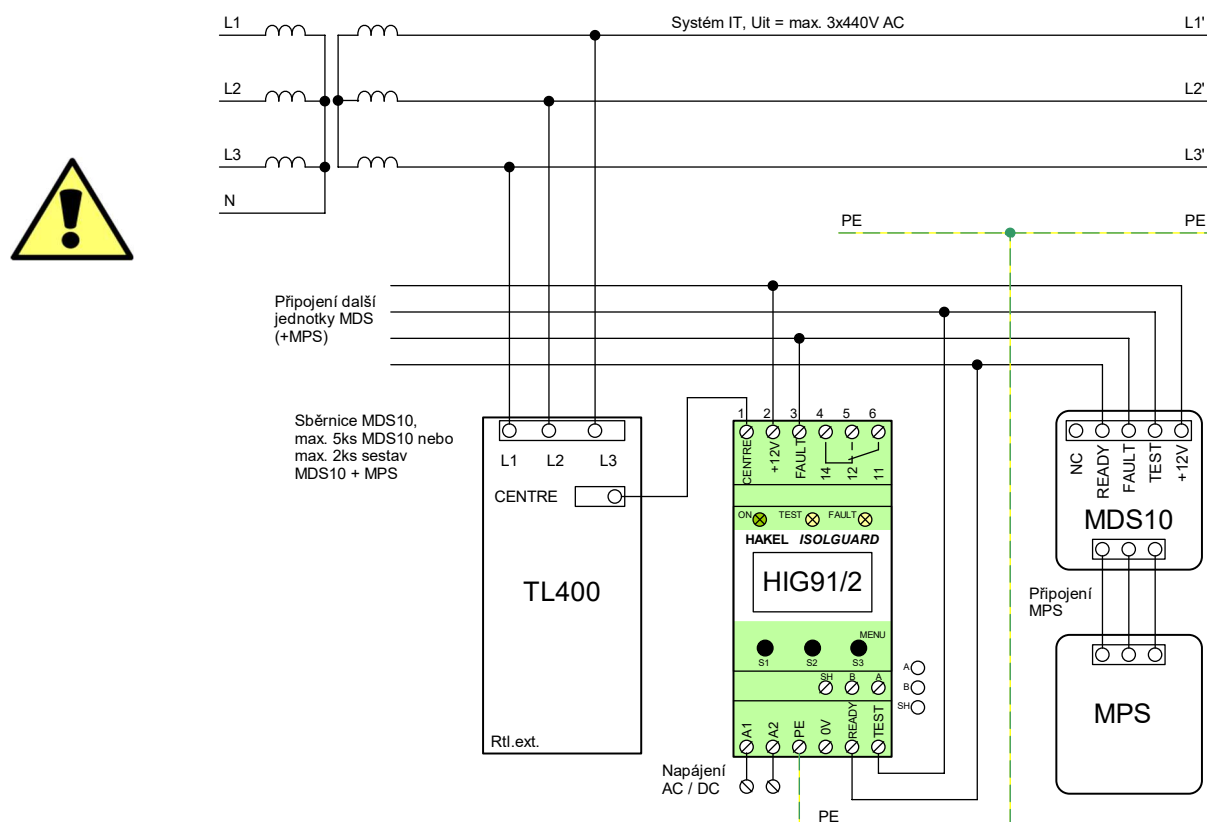 L1
Systém IT, Uit = max. 3x440V AC
L1'
L2
L2'
L3
L3'
N
PE
PE
Připojení další
jednotky MDS
(+MPS)
Sběrnice MDS10,
max. 5ks MDS10 nebo
max. 2ks sestav
MDS10 + MPS
L1 L2 L3
CENTRE
TL400
Rtl.ext.
1 2 3 4 5 6
CENTRE
+12V
FAULT
14
12
11
ON TEST FAULT
HAKEL ISOLGUARD
HIG91/2
MENU
S1 S2 S3
SH B A
A1
A2
PE
0V
READY
TEST
A
B
SH
Napájení
AC / DC
PE
NC
READY
FAULT
TEST
+12V
MDS10
Připojení
MPS
MPS